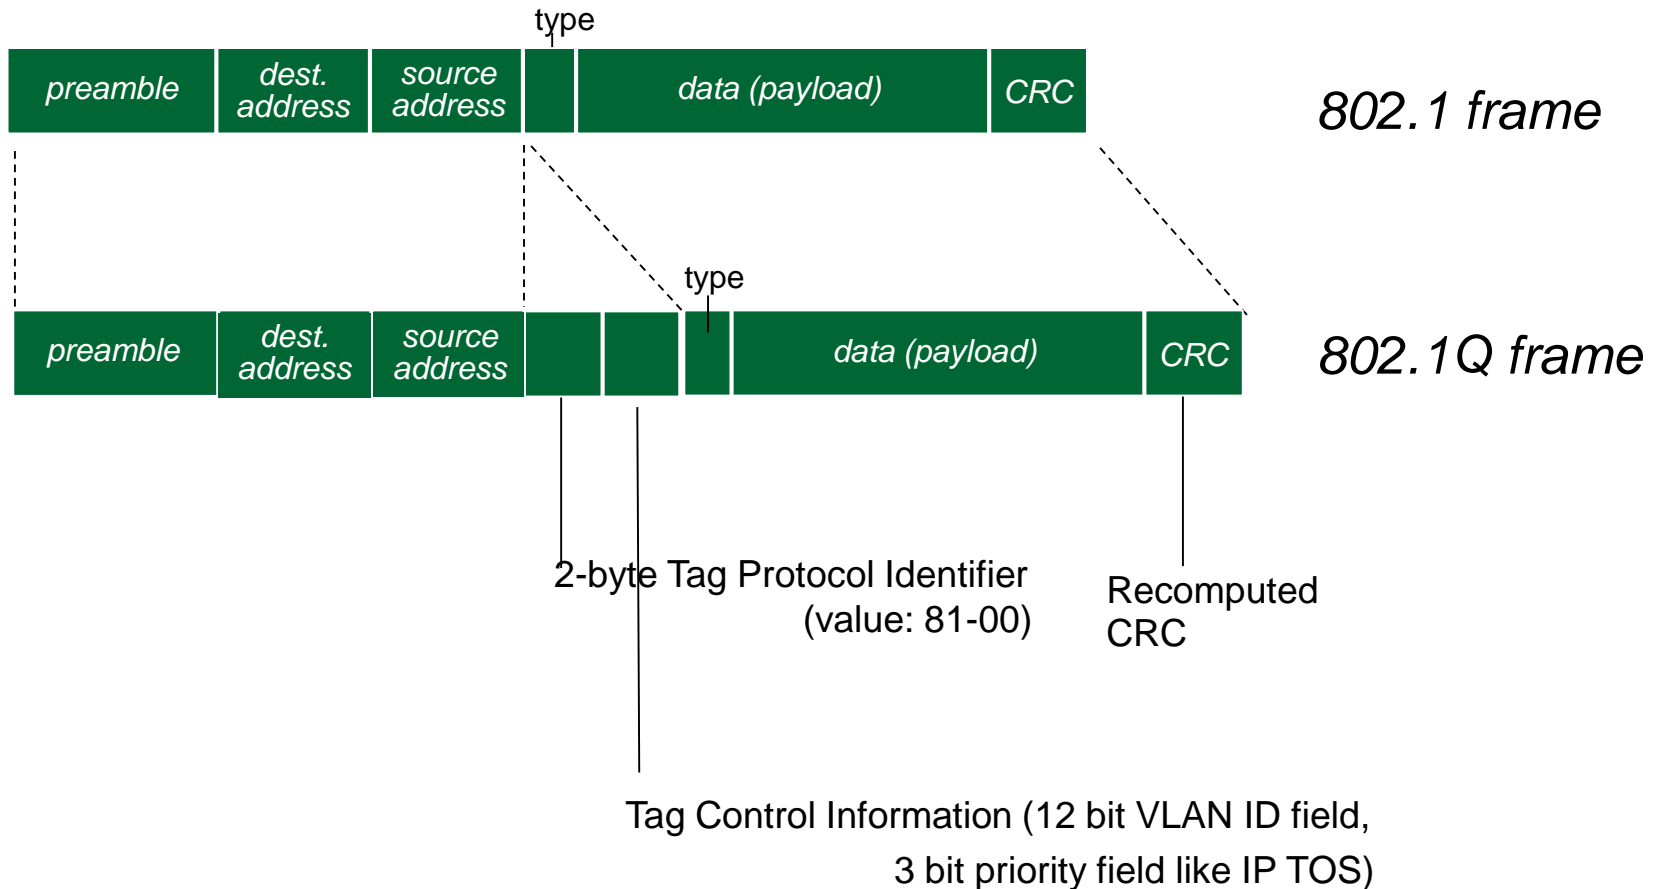 type
preamble
dest.
address
source
address
data (payload)
CRC
802.1 frame
type
preamble
dest.
address
source
address
data (payload)
CRC
802.1Q frame
2-byte Tag Protocol Identifier
(value: 81-00)
Recomputed
CRC
Tag Control Information (12 bit VLAN ID field,
3 bit priority field like IP TOS)